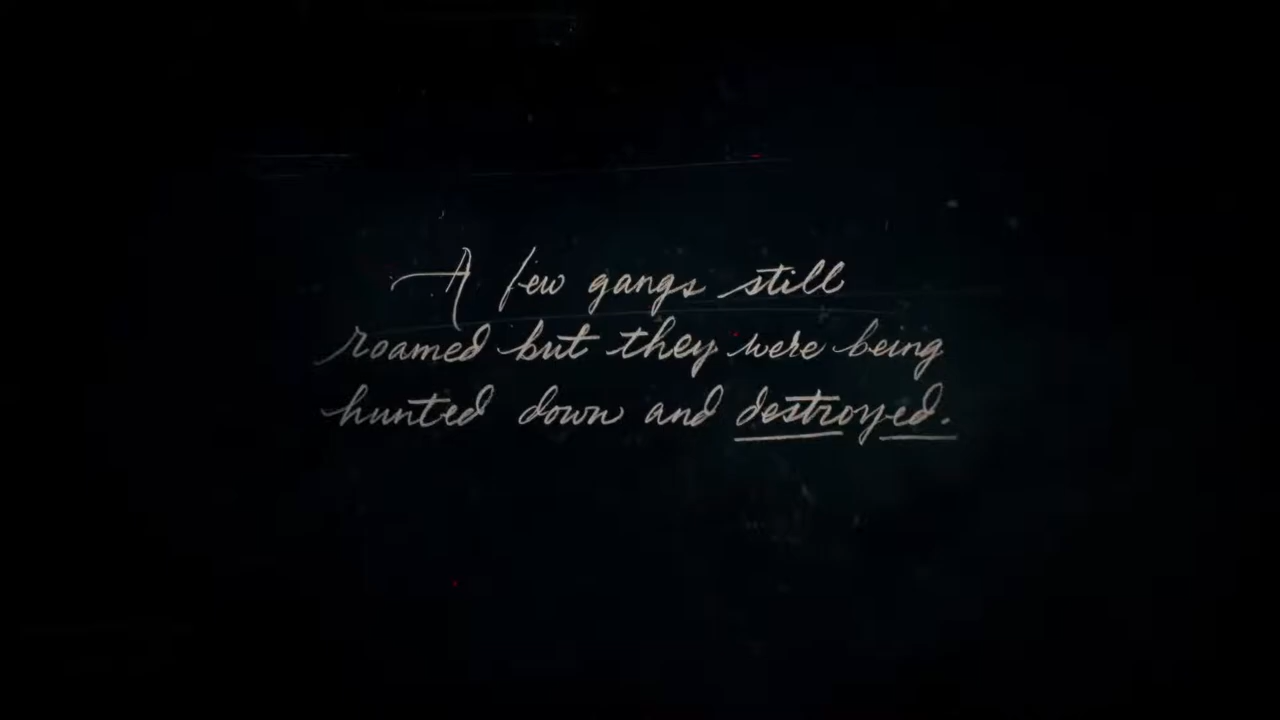 A few gangs still
roamed but they were being
hunted down and destroyed.